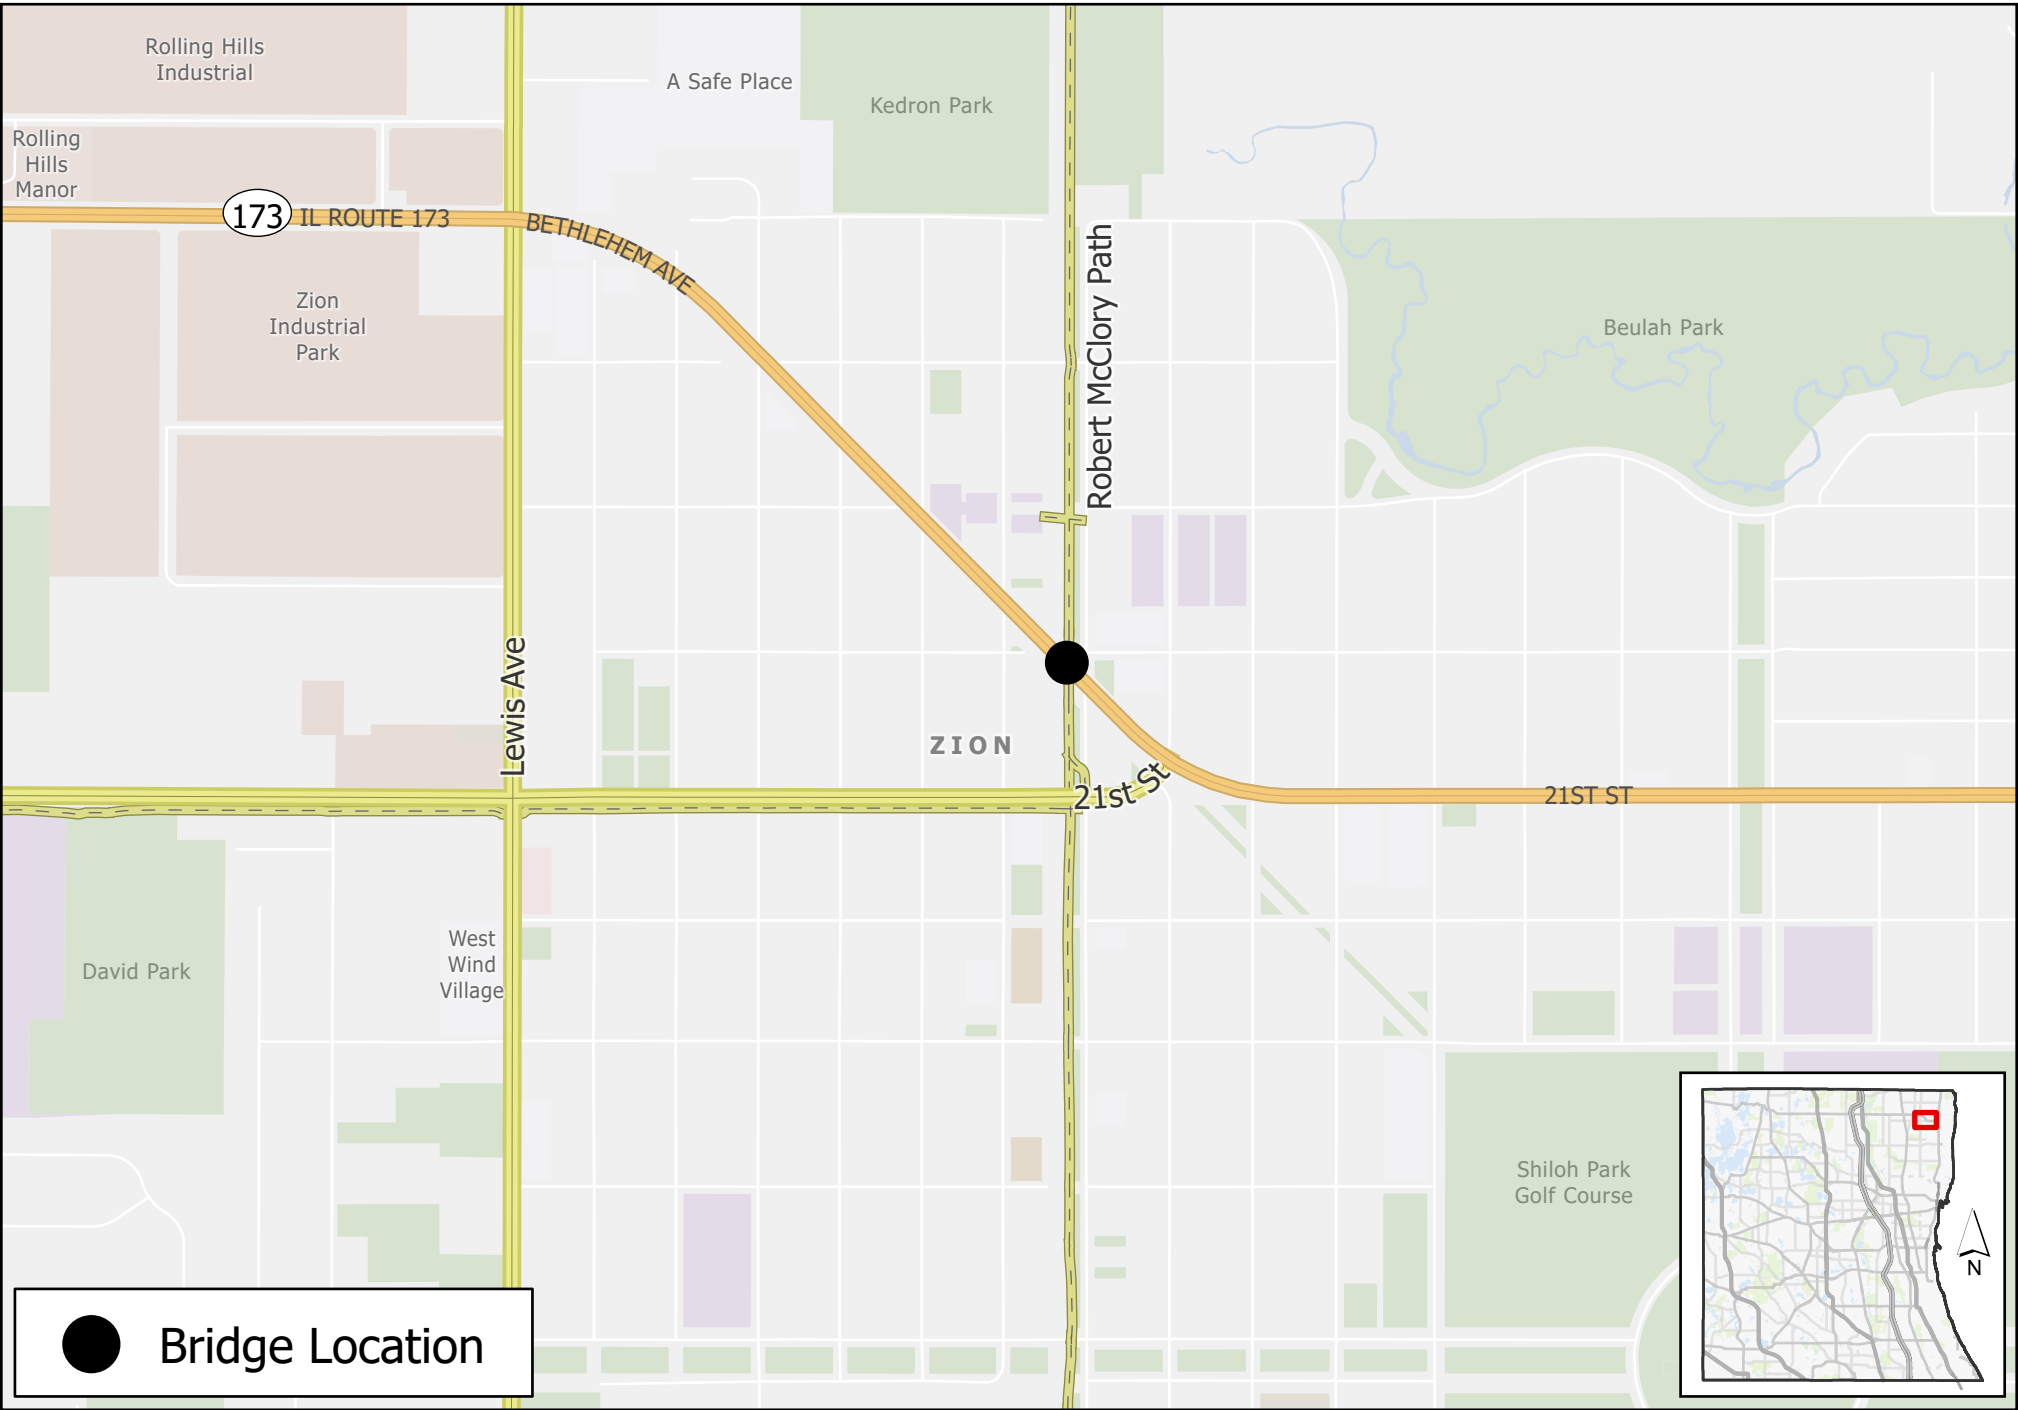 Rolling Hills
Industrial
A Safe Place
Kedron Park
Rolling
Hills
Manor
173
IL ROUTE 173
BETHLEHEM AVE
Robert McClory Path
Zion
Industrial
Park
Beulah Park
Lewis Ave
ZION
21st St
21ST ST
West
Wind
Village
David Park
Shiloh Park
Golf Course
N
Bridge Location